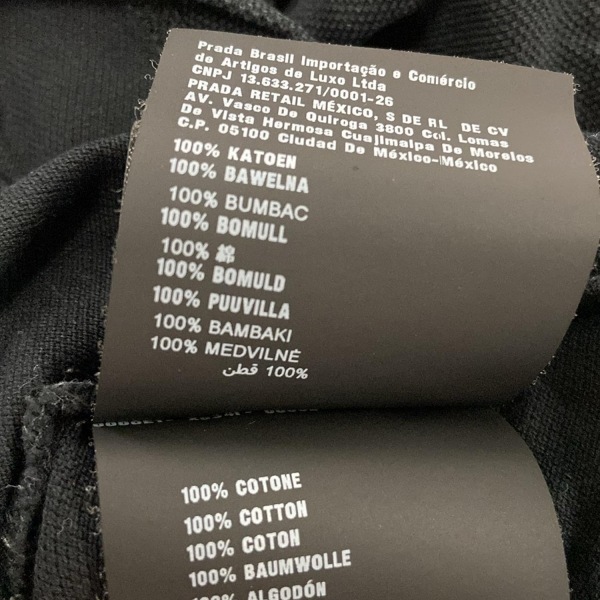 Prada Brasil Importação e Comércio
de Artigos de Luxo Ltda
CNPJ 13.633.271/0001-26
PRADA RETAIL MÉXICO, S DE RL DE CV
AV. Vasco De Quiroga 3800 Col. Lomas
De Vista Hermosa Cuajimalpa De Morelos
C.P. 05100 Ciudad De México-México
100% KATOEN
100% BAWELNA
100% BUMBAC
100% BOMULL
100% 綿
100% BOMULD
100% PUUVILLA
100% BAMBAKI
100% MEDVILNĖ
100% قطن
100% COTONE
100% COTTON
100% COTON
100% BAUMWOLLE
100% ALGODÓN